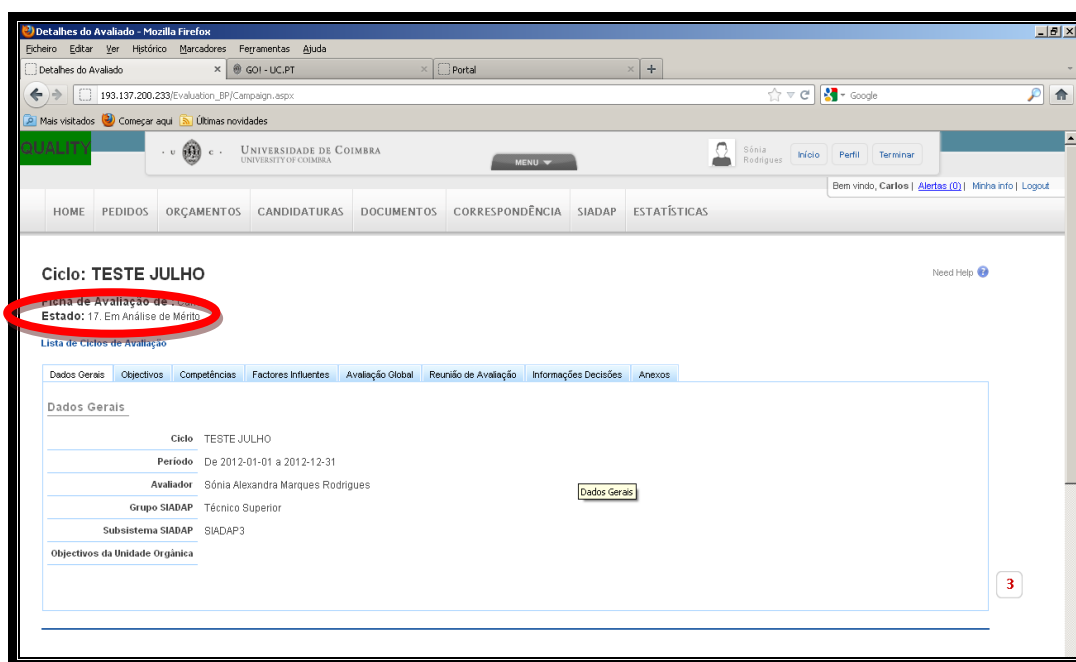 Detalhes do Avaliado - Mozilla Firefox
Ficheiro Editar Ver Histórico Marcadores Ferramentas Ajuda
Detalhes do Avaliado GO! - UC.PT Portal
193.137.200.233/Evaluation_BP/Campaign.aspx Google
Mais visitados Começar aqui Últimas novidades
QUALITY
· U C · UNIVERSIDADE DE COIMBRA
UNIVERSITY OF COIMBRA
MENU
Sónia Rodrigues Início Perfil Terminar
Bem vindo, Carlos | Alertas (0) | Minha info | Logout
HOME PEDIDOS ORÇAMENTOS CANDIDATURAS DOCUMENTOS CORRESPONDÊNCIA SIADAP ESTATÍSTICAS
Ciclo: TESTE JULHO
Need Help ?
Ficha de Avaliação de :
Estado: 17. Em Análise de Mérito
Lista de Ciclos de Avaliação
Dados Gerais Objectivos Competências Factores Influentes Avaliação Global Reunião de Avaliação Informações Decisões Anexos
Dados Gerais
Ciclo TESTE JULHO
Período De 2012-01-01 a 2012-12-31
Avaliador Sónia Alexandra Marques Rodrigues
Dados Gerais
Grupo SIADAP Técnico Superior
Subsistema SIADAP SIADAP3
Objectivos da Unidade Orgânica
3